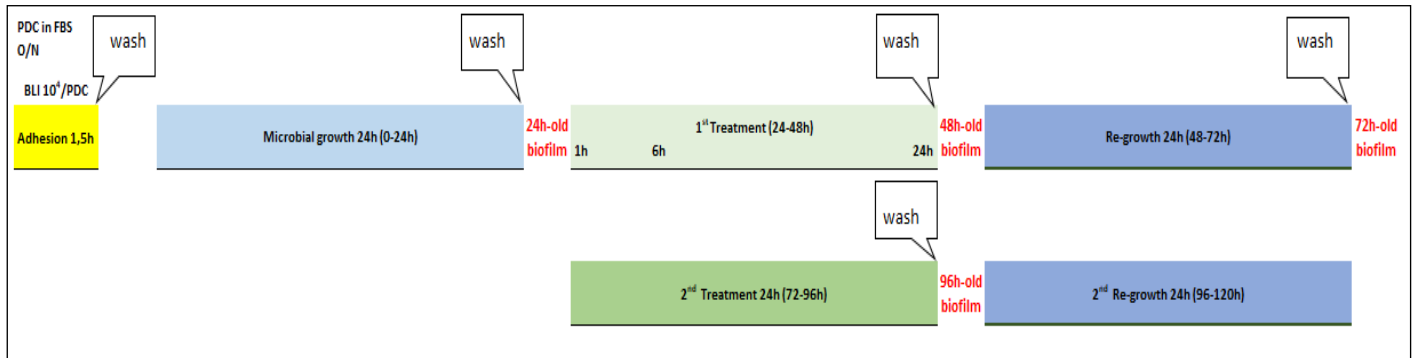 PDC in FBS
O/N
wash
wash
wash
wash
BLI 10⁴/PDC
Adhesion 1,5h
Microbial growth 24h (0-24h)
24h-old
biofilm
1ˢᵗ Treatment (24-48h)
1h 6h 24h
48h-old
biofilm
Re-growth 24h (48-72h)
72h-old
biofilm
wash
2ⁿᵈ Treatment 24h (72-96h)
96h-old
biofilm
2ⁿᵈ Re-growth 24h (96-120h)